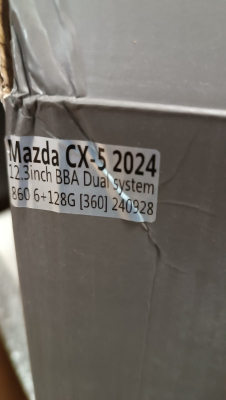 Mazda CX-5 2024
12.3inch BBA Dual system
860 6+128G [360] 240928